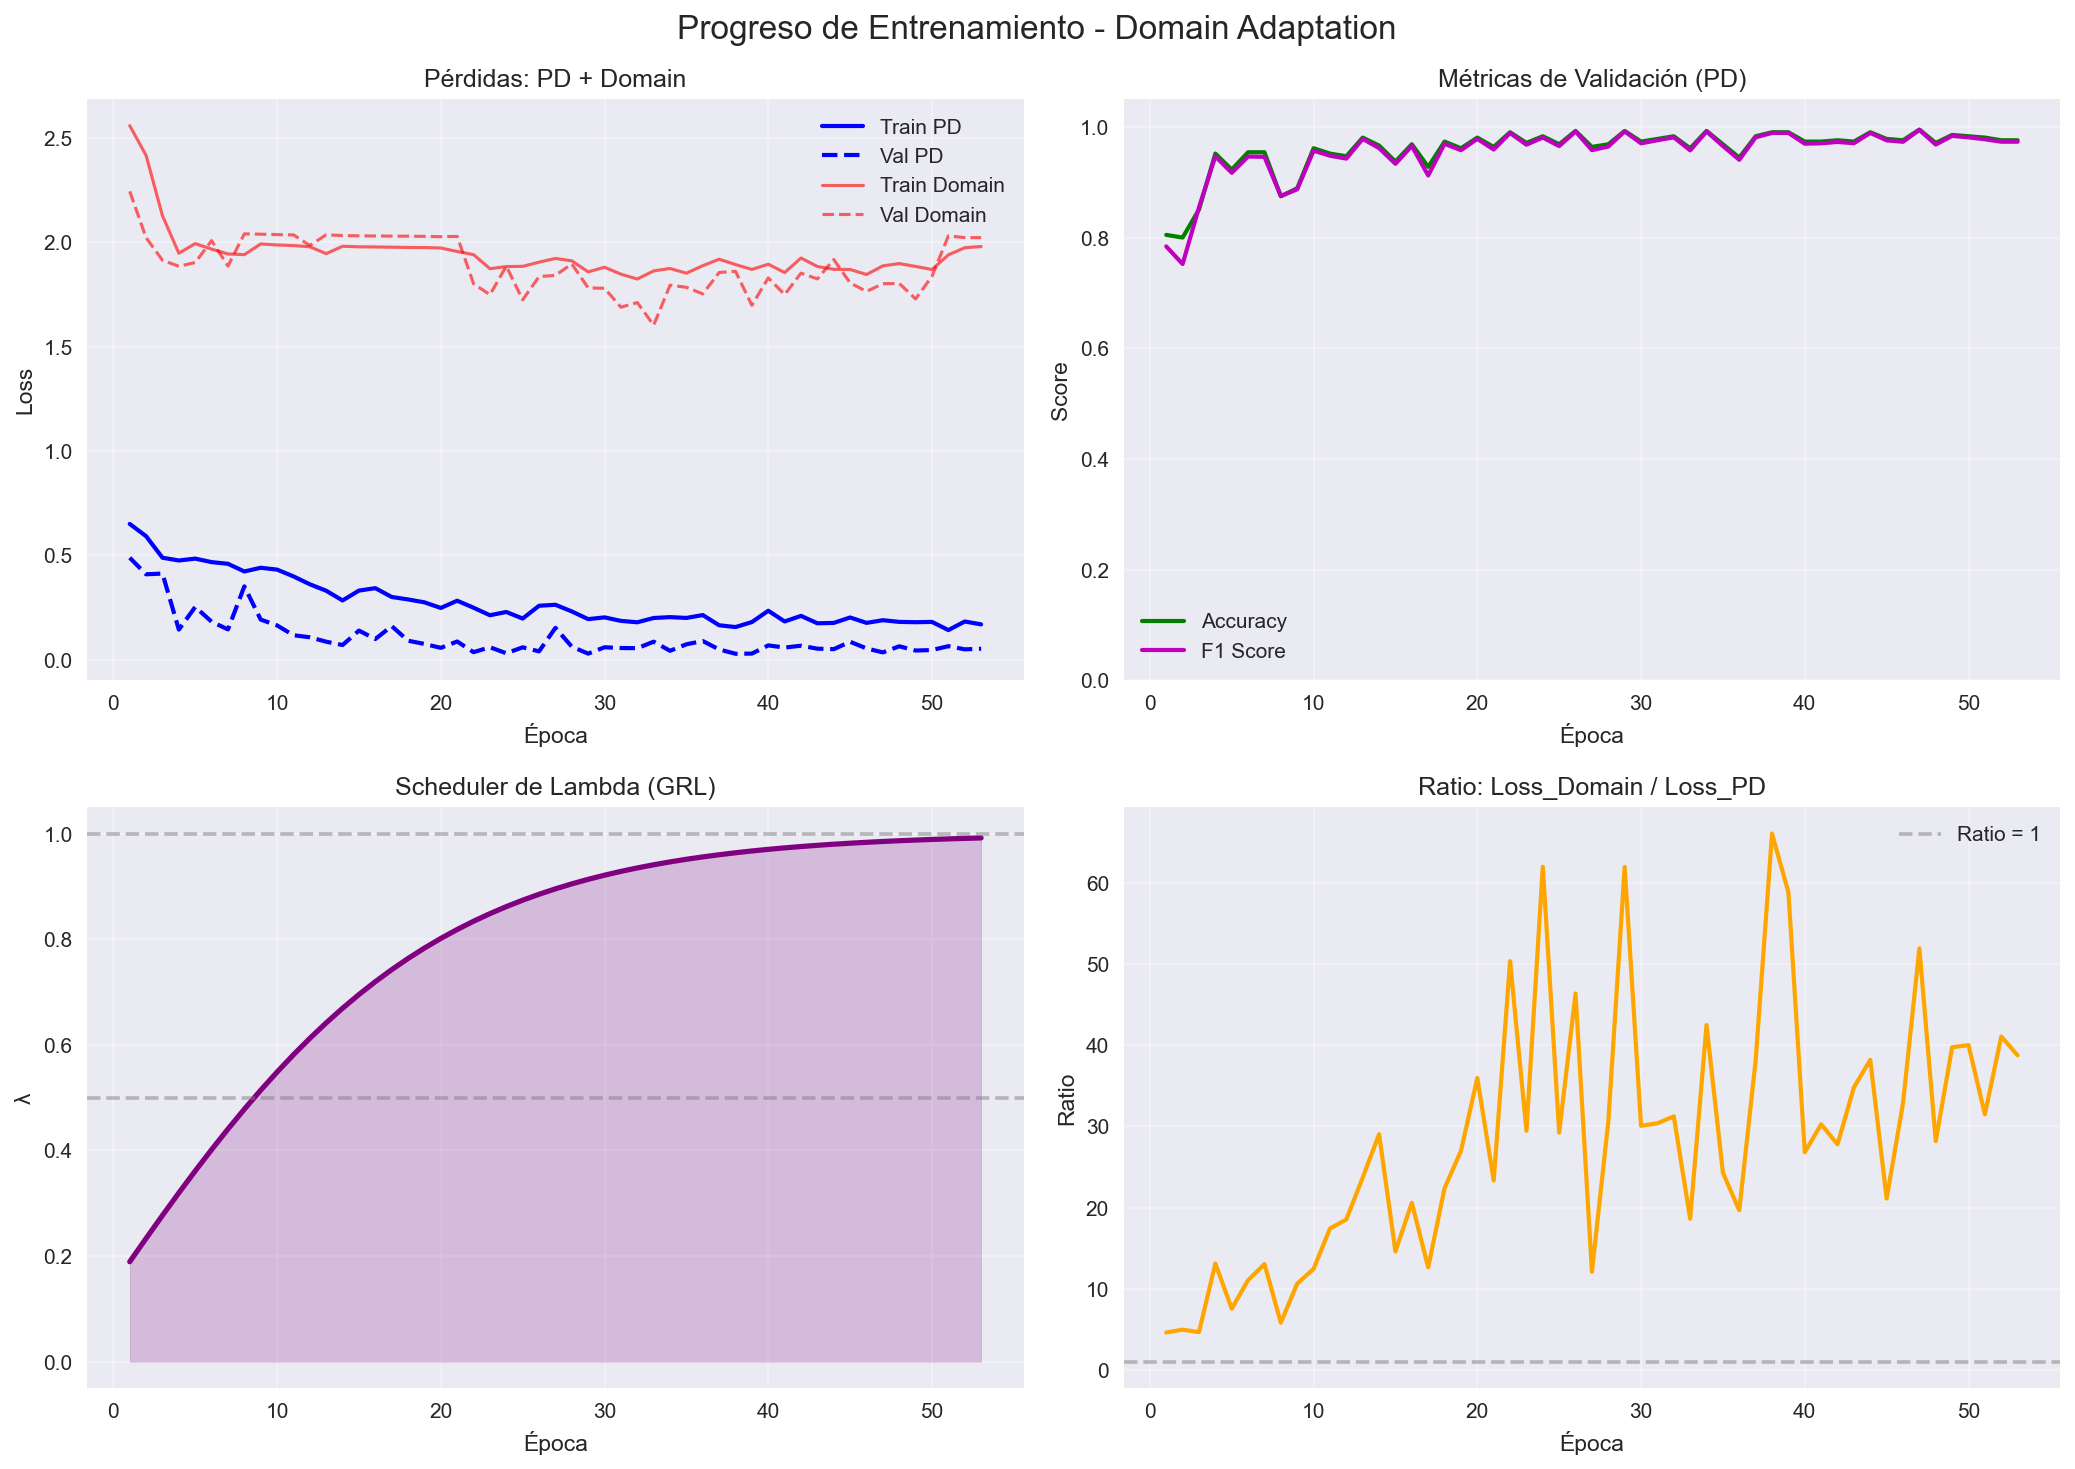 Progreso de Entrenamiento - Domain Adaptation
Pérdidas: PD + Domain
Train PD
Val PD
Train Domain
Val Domain
2.5
2.0
1.5
1.0
0.5
0.0
Loss
0 10 20 30 40 50
Época
Métricas de Validación (PD)
1.0
0.8
0.6
0.4
0.2
0.0
Score
Accuracy
F1 Score
0 10 20 30 40 50
Época
Scheduler de Lambda (GRL)
1.0
0.8
0.6
0.4
0.2
0.0
λ
0 10 20 30 40 50
Época
Ratio: Loss_Domain / Loss_PD
Ratio = 1
60
50
40
30
20
10
0
Ratio
0 10 20 30 40 50
Época